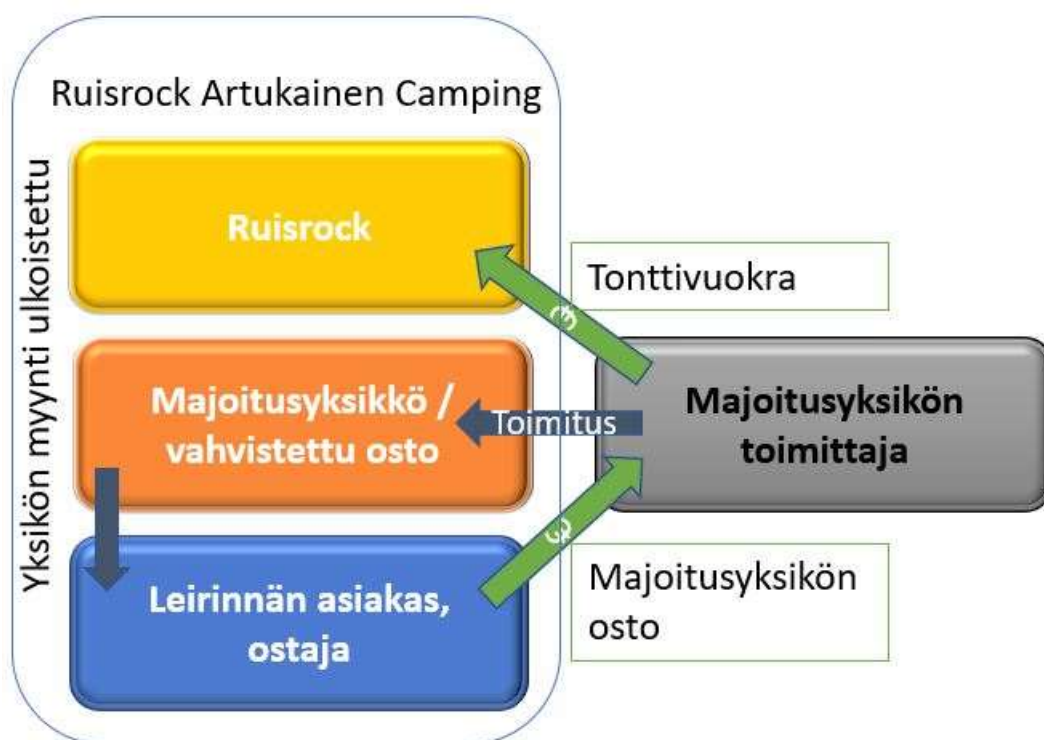 Ruisrock Artukainen Camping
Yksikön myynti ulkoistettu
Ruisrock
€
Tonttivuokra
Majoitusyksikkö /
vahvistettu osto
Toimitus
Majoitusyksikön
toimittaja
€
Leirinnän asiakas,
ostaja
Majoitusyksikön
osto